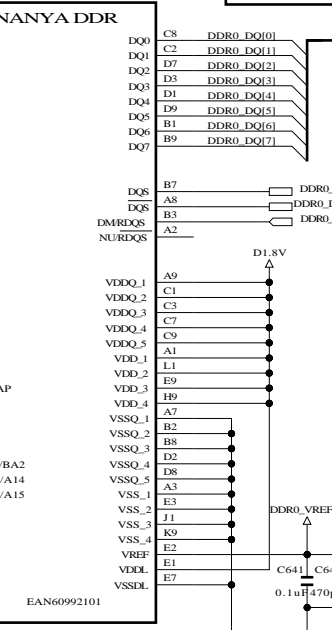 NANYA DDR
DQ0 C8 DDR0_DQ[0]
DQ1 C2 DDR0_DQ[1]
DQ2 D7 DDR0_DQ[2]
DQ3 D3 DDR0_DQ[3]
DQ4 D1 DDR0_DQ[4]
DQ5 D9 DDR0_DQ[5]
DQ6 B1 DDR0_DQ[6]
DQ7 B9 DDR0_DQ[7]
DQS B7 DDR0_
DQS A8 DDR0_D
DM/RDQS B3 DDR0_
NU/RDQS A2
D1.8V
VDDQ_1 A9
VDDQ_2 C1
VDDQ_3 C3
VDDQ_4 C7
VDDQ_5 C9
VDD_1 A1
VDD_2 L1
AP VDD_3 E9
VDD_4 H9
VSSQ_1 A7
VSSQ_2 B2
VSSQ_3 B8
/BA2 VSSQ_4 D2
/A14 VSSQ_5 D8
/A15 VSS_1 A3
VSS_2 E3 DDR0_VREF
VSS_3 J1
VSS_4 K9
VREF E2
VDDL E1 C641 C64
VSSDL E7 0.1uF 470p
EAN60992101